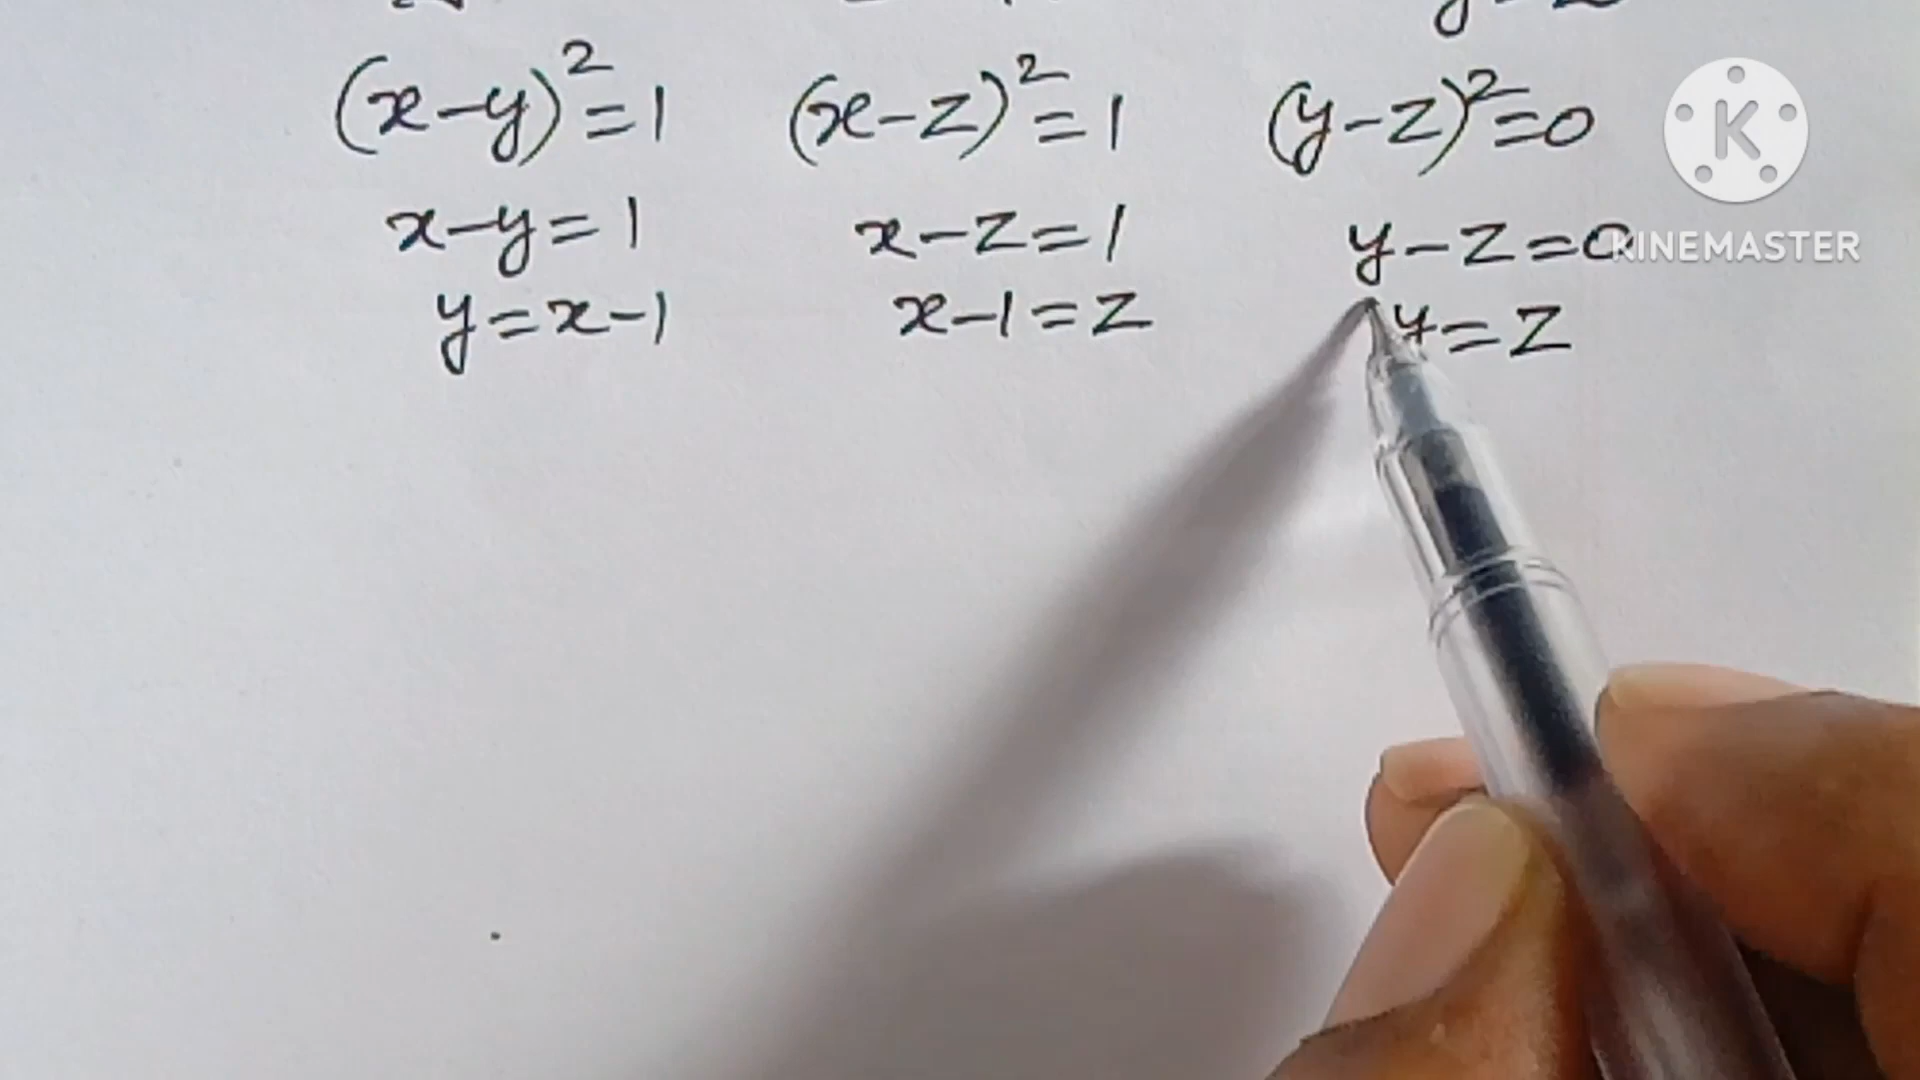 (x-y)²=1 (x-z)²=1 (y-z)²=0
x-y=1 x-z=1 y-z=0
y=x-1 x-1=z y=z
K
KINEMASTER